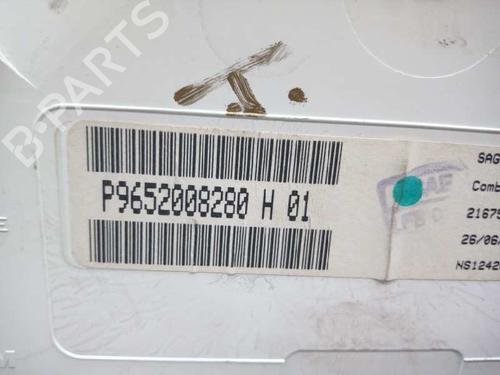 B-PARTS
P9652008280 H 01
SAG
Comb
2167
26/06
NS1242